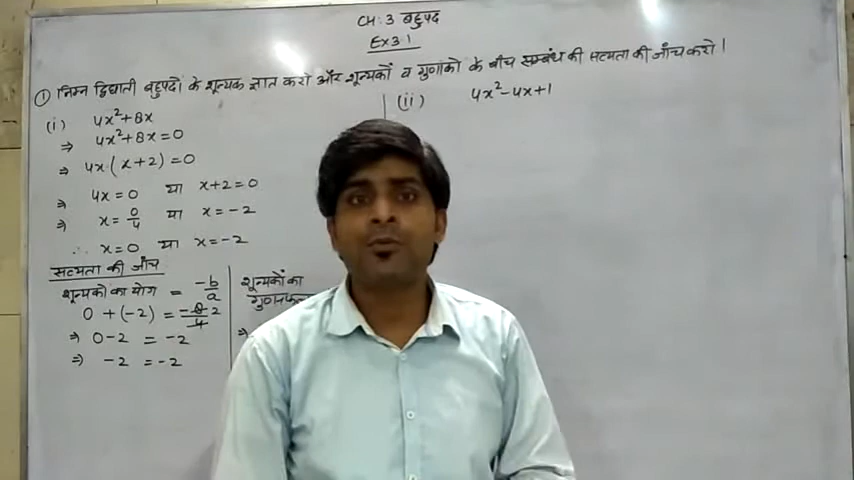 CH: 3 बहुपद
Ex 3.1
① निम्न द्विघाती बहुपदों के शून्यक ज्ञात करो और शून्यकों व गुणांको के बीच सम्बंध की सत्यता की जाँच करो।
(i) 4x²+8x
⇒ 4x²+8x=0
⇒ 4x(x+2)=0
⇒ 4x=0 या x+2=0
⇒ x=0/4 या x=-2
∴ x=0 या x=-2
सत्यता की जाँच
शून्यको का योग = -b/a
0+(-2) = -8/4 2
⇒ 0-2 = -2
⇒ -2 = -2
शून्यकों का
गुणनफल
⇒
(ii) 4x²-4x+1